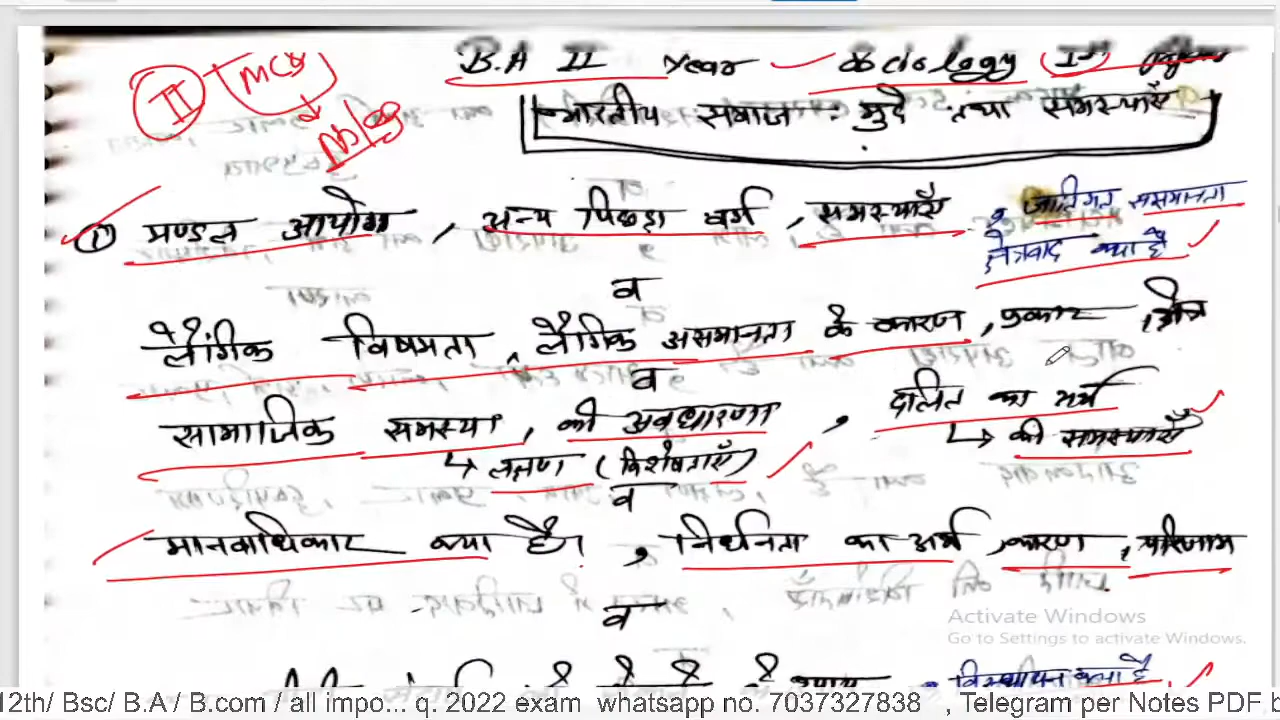 B.A II Year Sociology (Ist
II MCQ
भारतीय समाज : मुद्दे तथा समस्याएँ
① मण्डल आयोग, अन्य पिछड़ा वर्ग, समस्याएँ, जातिगत असमानता
क्षेत्रवाद क्या है
व
लैंगिक विषमता, लैंगिक असमानता के कारण, प्रकार, क्षेत्र
व
सामाजिक समस्या, की अवधारणा, दलित का अर्थ
↳ लक्षण (विशेषताएँ) ↳ की समस्याएँ
व
मानवाधिकार क्या है।, निर्धनता का अर्थ, कारण, परिणाम
व
Activate Windows
Go to Settings to activate Windows.
उपाय विस्थापन क्या है
12th/ Bsc/ B.A / B.com / all impo... q. 2022 exam whatsapp no. 7037327838 , Telegram per Notes PDF